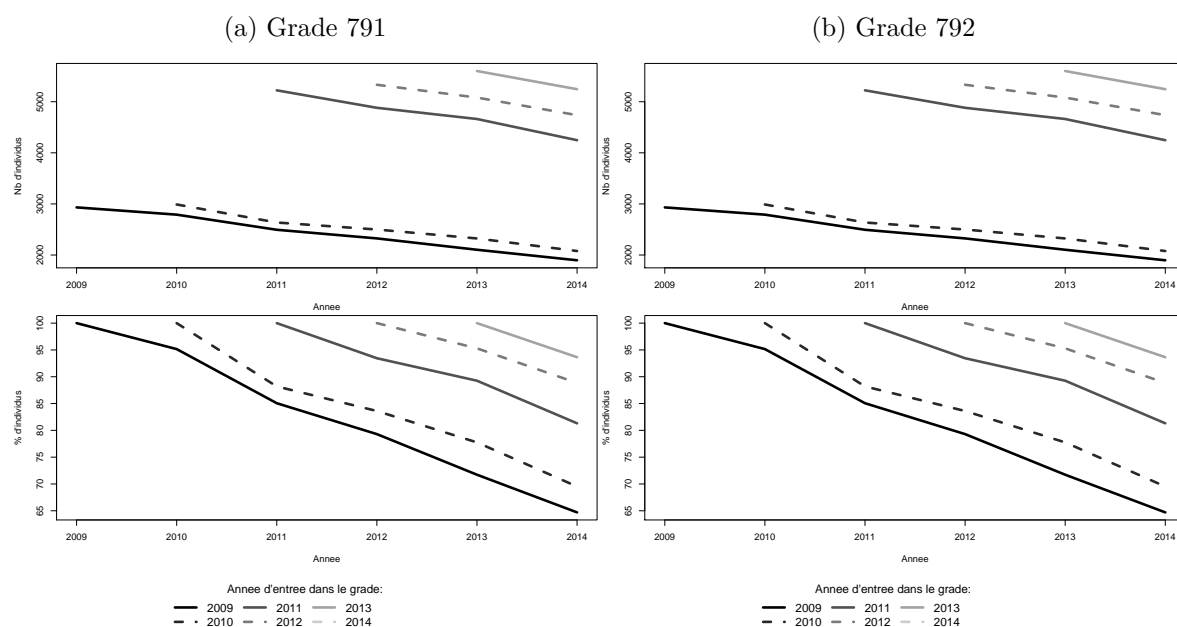 (a) Grade 791
Nb d'individus
5000
4000
3000
2000
2009 2010 2011 2012 2013 2014
Annee
% d'individus
100
95
90
85
80
75
70
65
2009 2010 2011 2012 2013 2014
Annee
Annee d'entree dans le grade:
2009 2011 2013
2010 2012 2014
(b) Grade 792
Nb d'individus
5000
4000
3000
2000
2009 2010 2011 2012 2013 2014
Annee
% d'individus
100
95
90
85
80
75
70
65
2009 2010 2011 2012 2013 2014
Annee
Annee d'entree dans le grade:
2009 2011 2013
2010 2012 2014